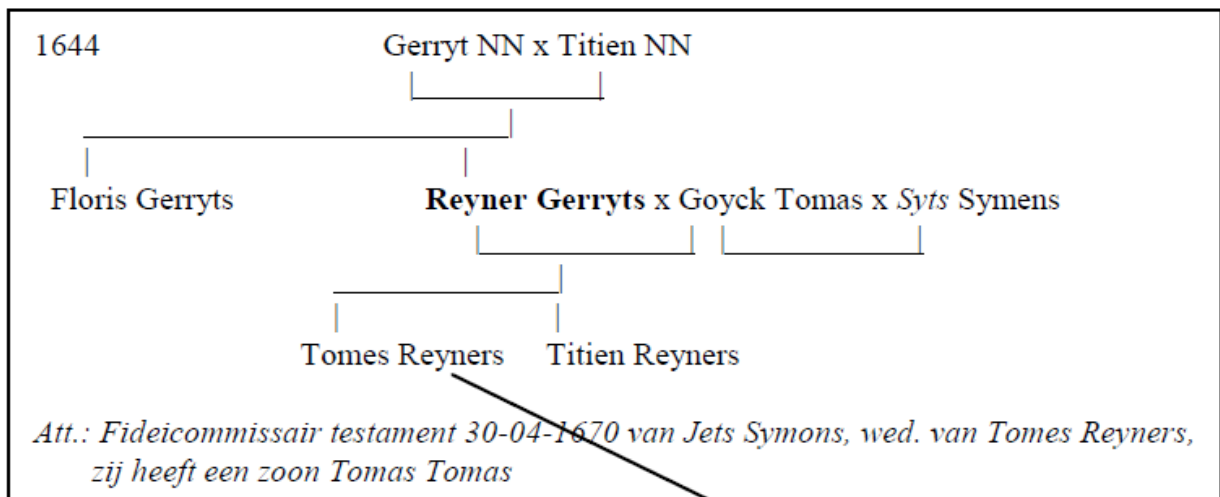 1644 Gerryt NN x Titien NN
Floris Gerryts Reyner Gerryts x Goyck Tomas x Syts Symens
Tomes Reyners Titien Reyners
Att.: Fideicommissair testament 30-04-1670 van Jets Symons, wed. van Tomes Reyners,
zij heeft een zoon Tomas Tomas